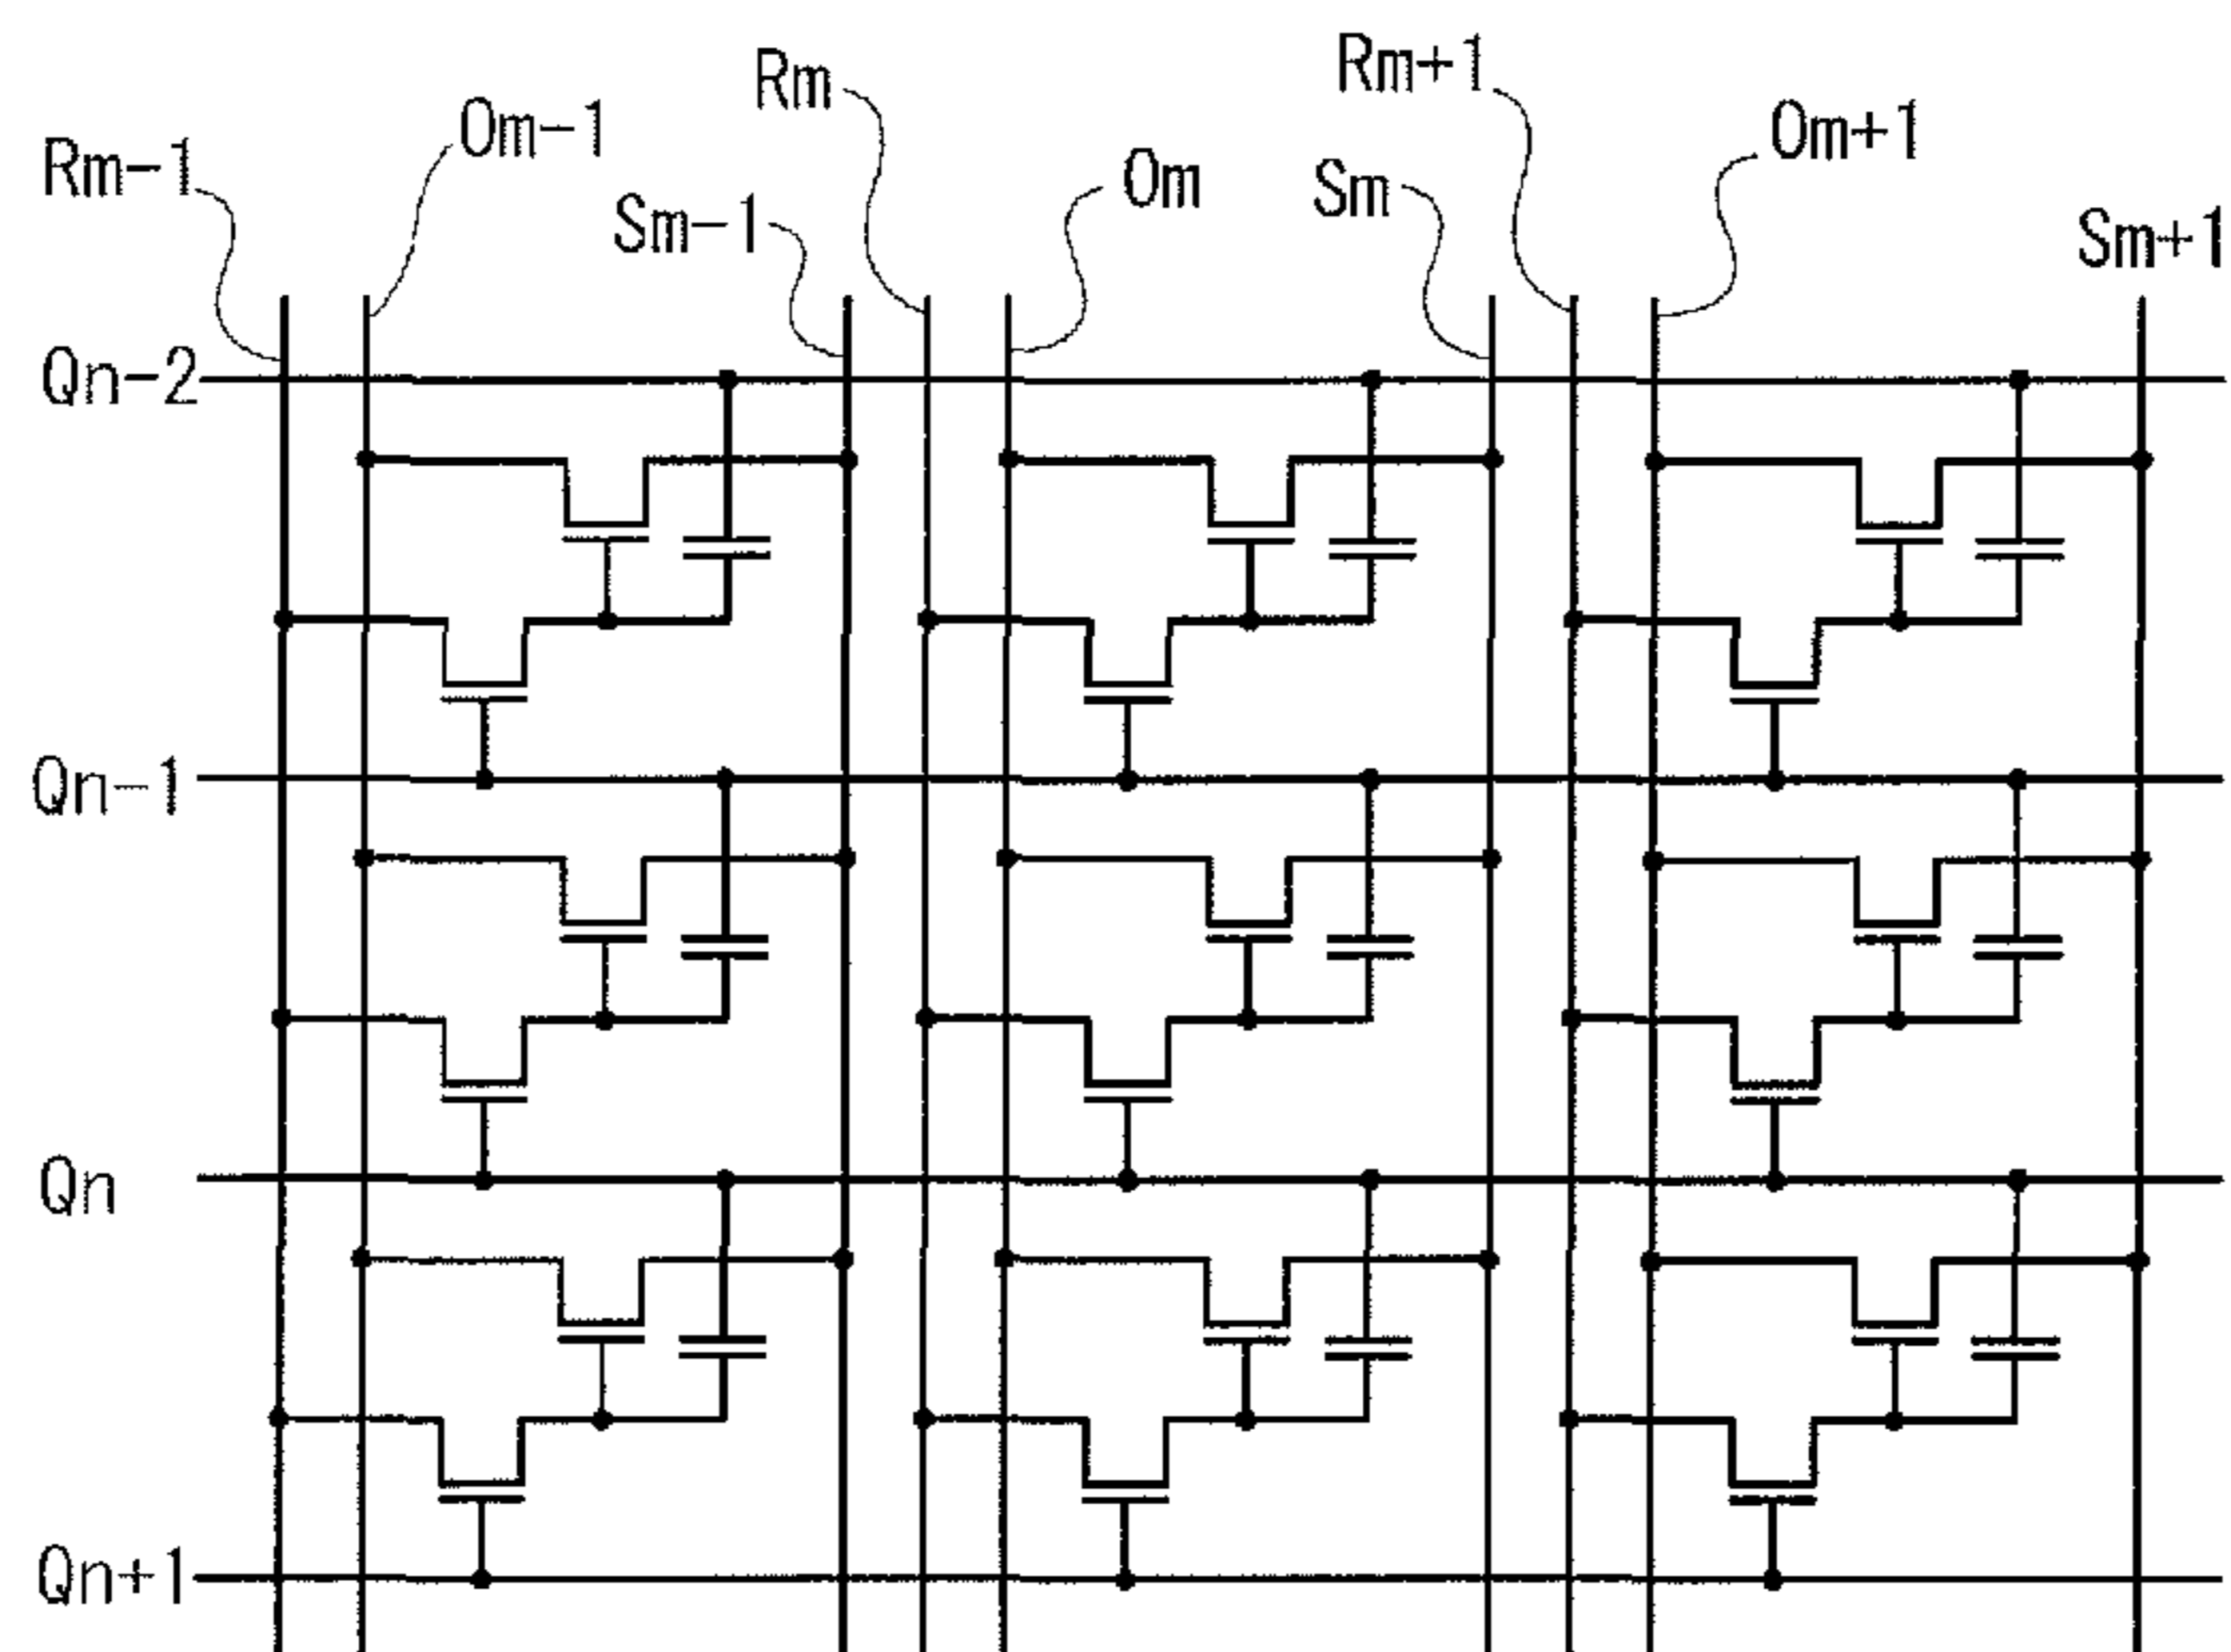 Rm-1
Om-1
Sm-1
Rm
Om
Sm
Rm+1
Om+1
Sm+1
Qn-2
Qn-1
Qn
Qn+1